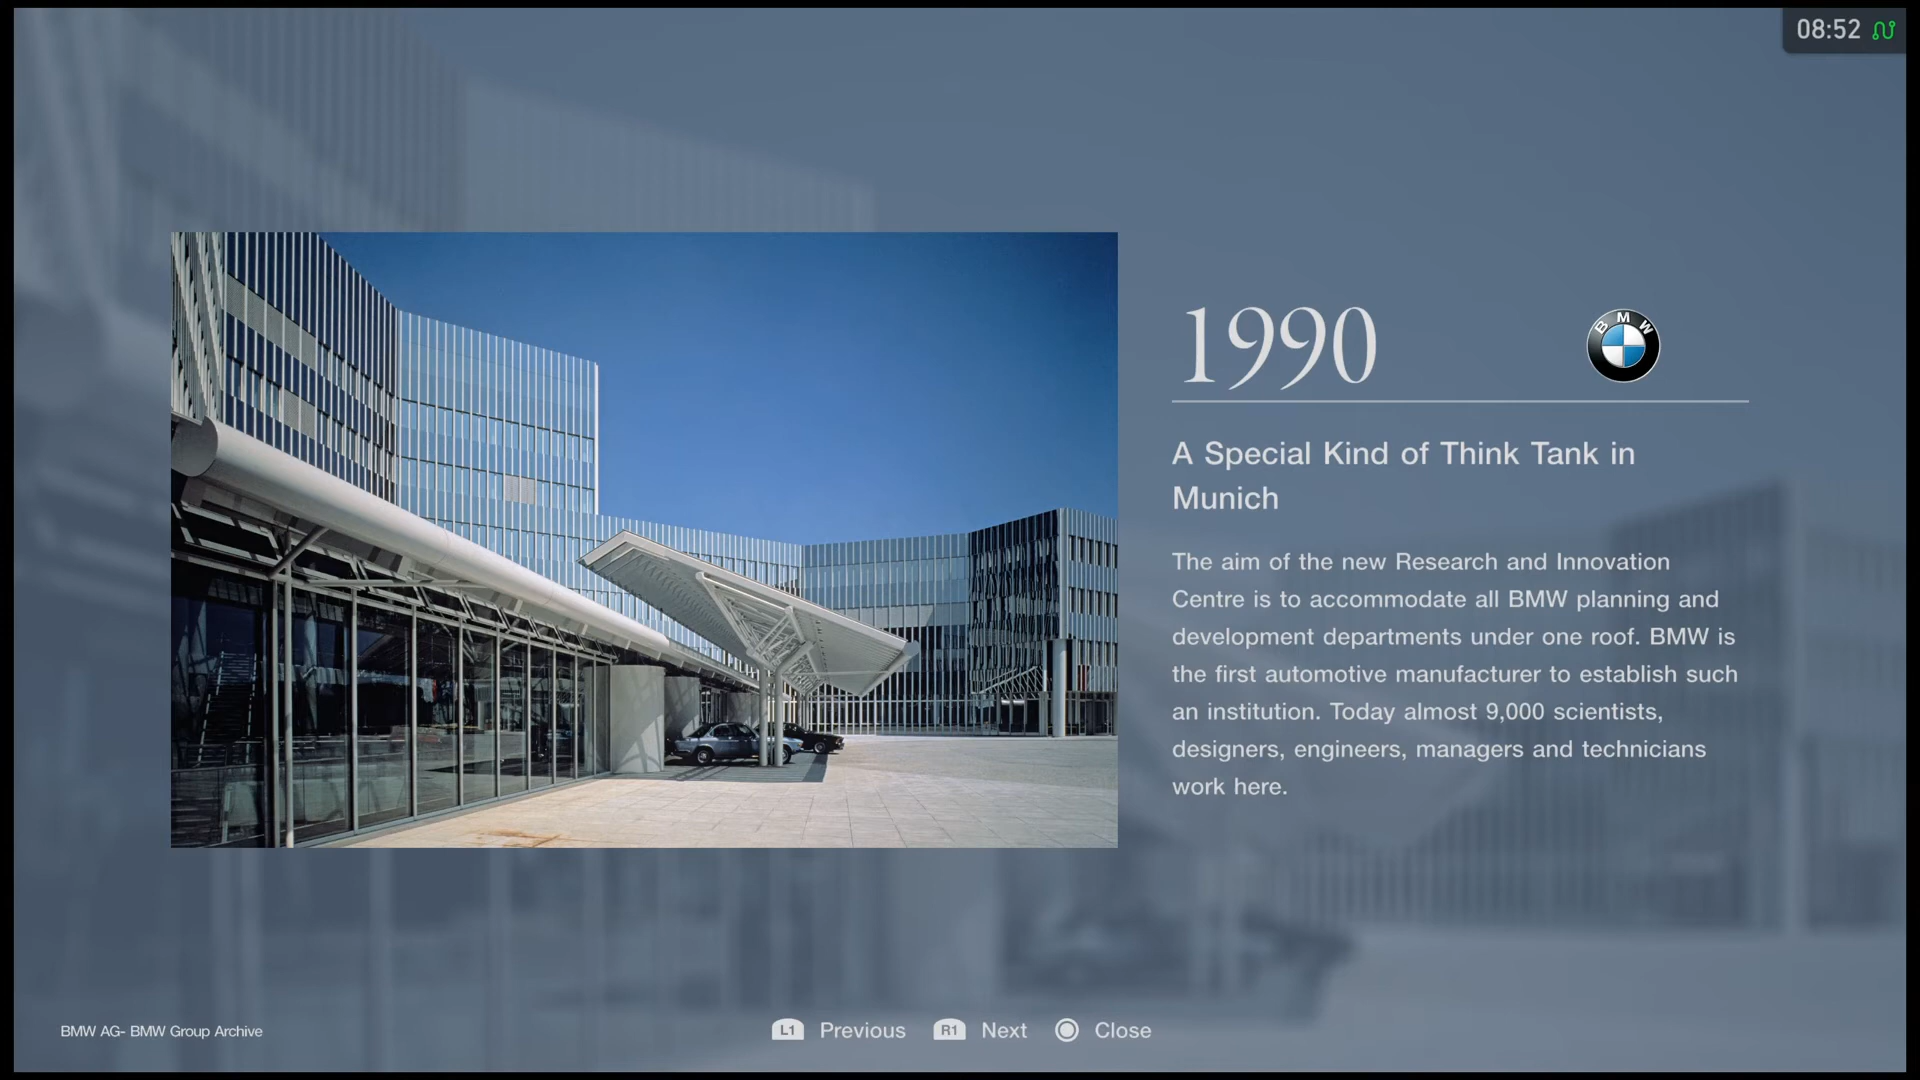 08:52
1990
BMW
A Special Kind of Think Tank in
Munich
The aim of the new Research and Innovation
Centre is to accommodate all BMW planning and
development departments under one roof. BMW is
the first automotive manufacturer to establish such
an institution. Today almost 9,000 scientists,
designers, engineers, managers and technicians
work here.
BMW AG- BMW Group Archive
L1 Previous R1 Next Close